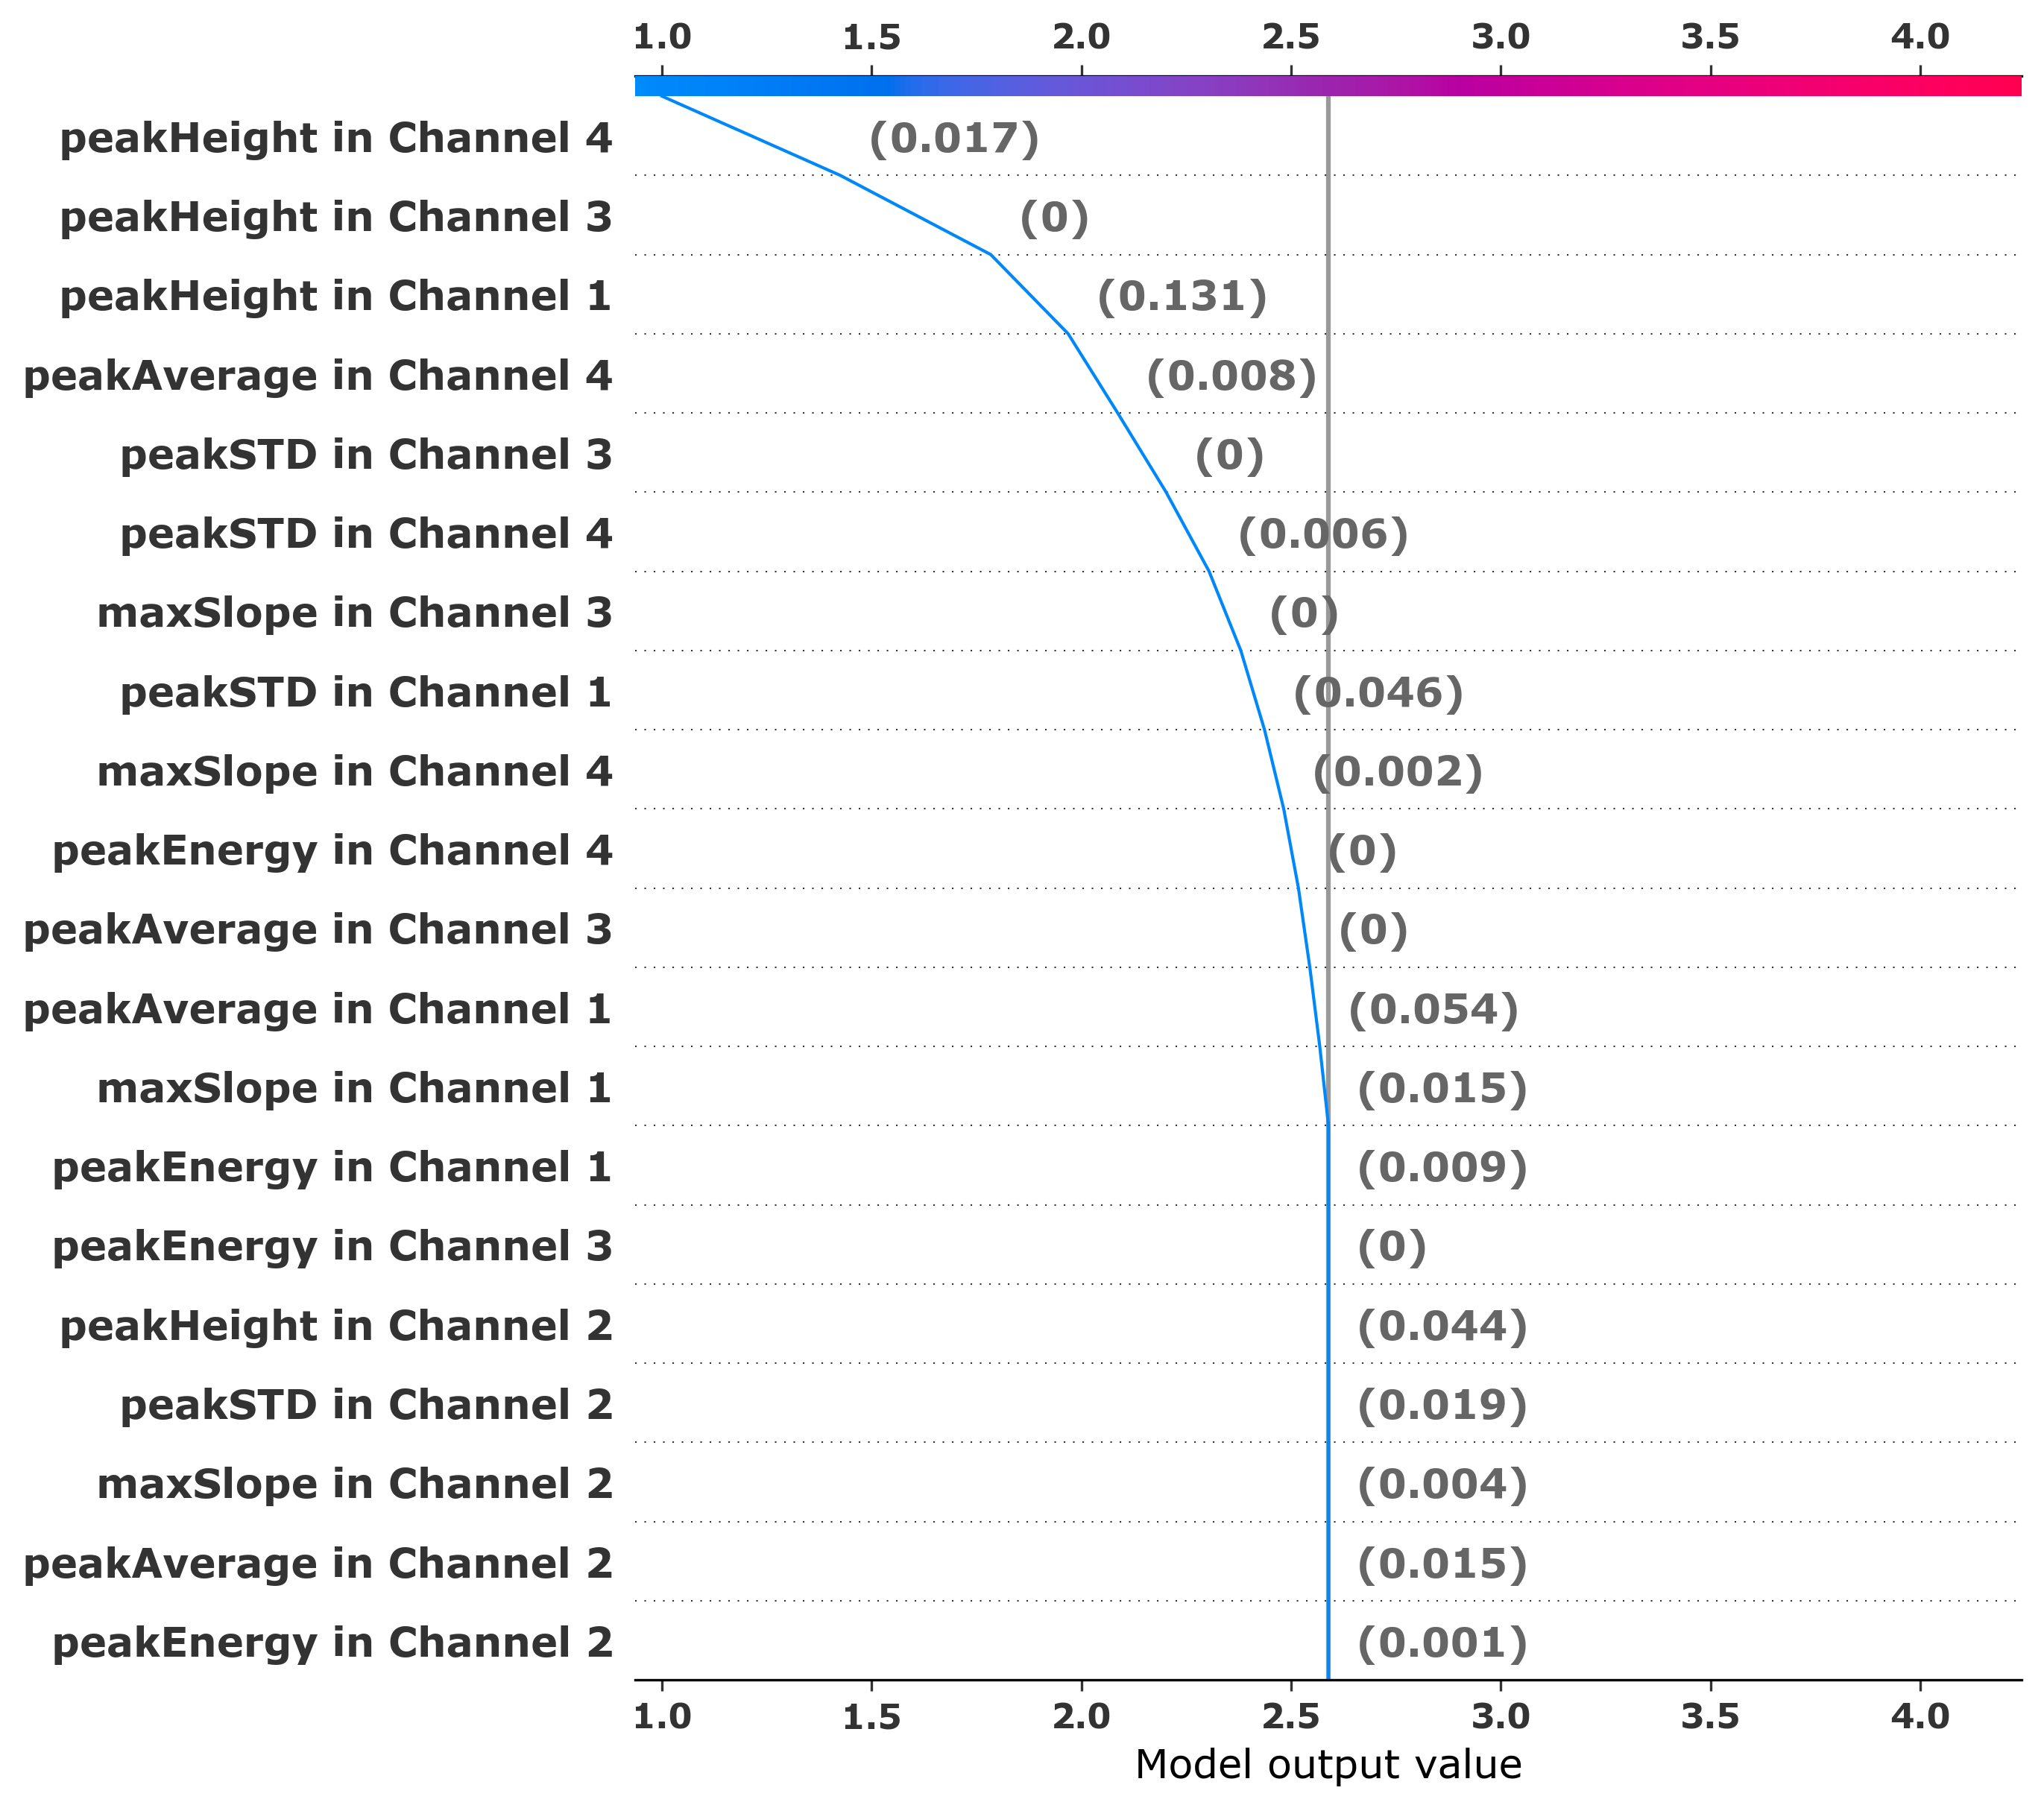 1.0 1.5 2.0 2.5 3.0 3.5 4.0
peakHeight in Channel 4 (0.017)
peakHeight in Channel 3 (0)
peakHeight in Channel 1 (0.131)
peakAverage in Channel 4 (0.008)
peakSTD in Channel 3 (0)
peakSTD in Channel 4 (0.006)
maxSlope in Channel 3 (0)
peakSTD in Channel 1 (0.046)
maxSlope in Channel 4 (0.002)
peakEnergy in Channel 4 (0)
peakAverage in Channel 3 (0)
peakAverage in Channel 1 (0.054)
maxSlope in Channel 1 (0.015)
peakEnergy in Channel 1 (0.009)
peakEnergy in Channel 3 (0)
peakHeight in Channel 2 (0.044)
peakSTD in Channel 2 (0.019)
maxSlope in Channel 2 (0.004)
peakAverage in Channel 2 (0.015)
peakEnergy in Channel 2 (0.001)
1.0 1.5 2.0 2.5 3.0 3.5 4.0
Model output value